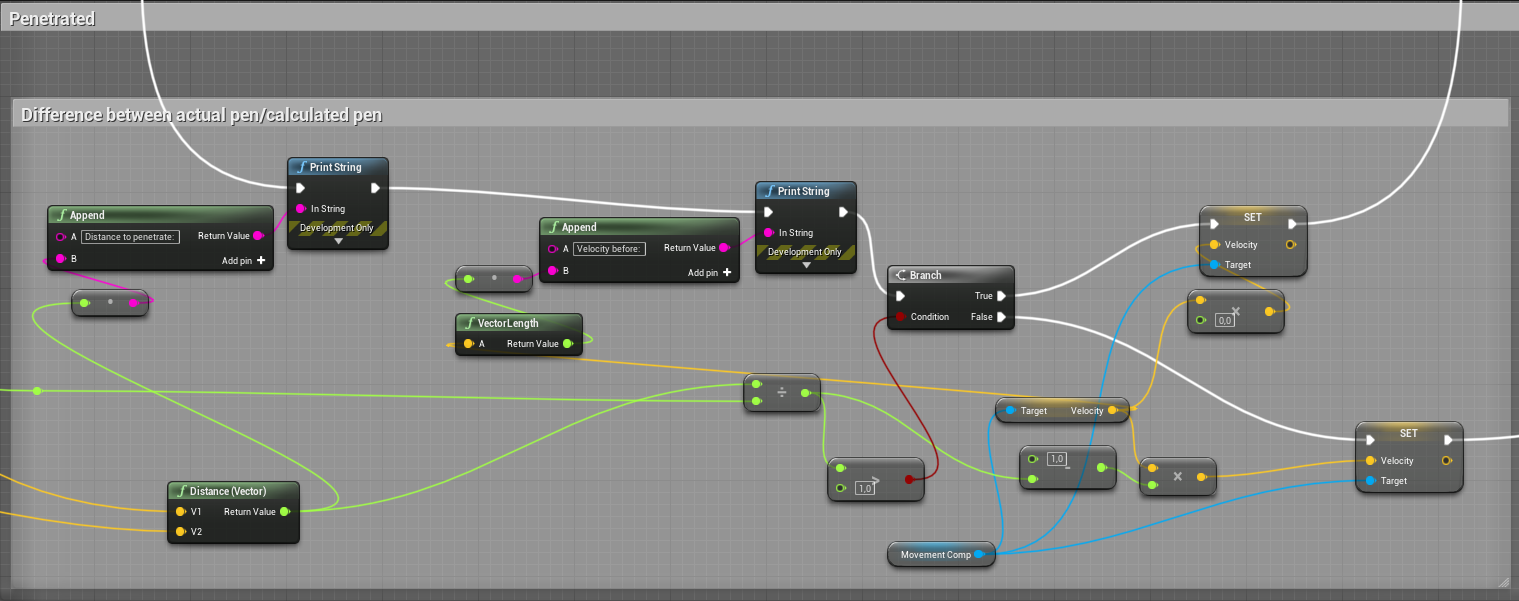 Penetrated
Difference between actual pen/calculated pen
f Print String
In String
Development Only
f Append
A Distance to penetrate: Return Value
B Add pin +
f Append
A Velocity before: Return Value
B Add pin +
f Print String
In String
Development Only
f VectorLength
A Return Value
Branch
True
Condition False
SET
Velocity
Target
×
0,0
÷
Target Velocity
>
1,0
1,0
-
×
SET
Velocity
Target
f Distance (Vector)
V1 Return Value
V2
Movement Comp